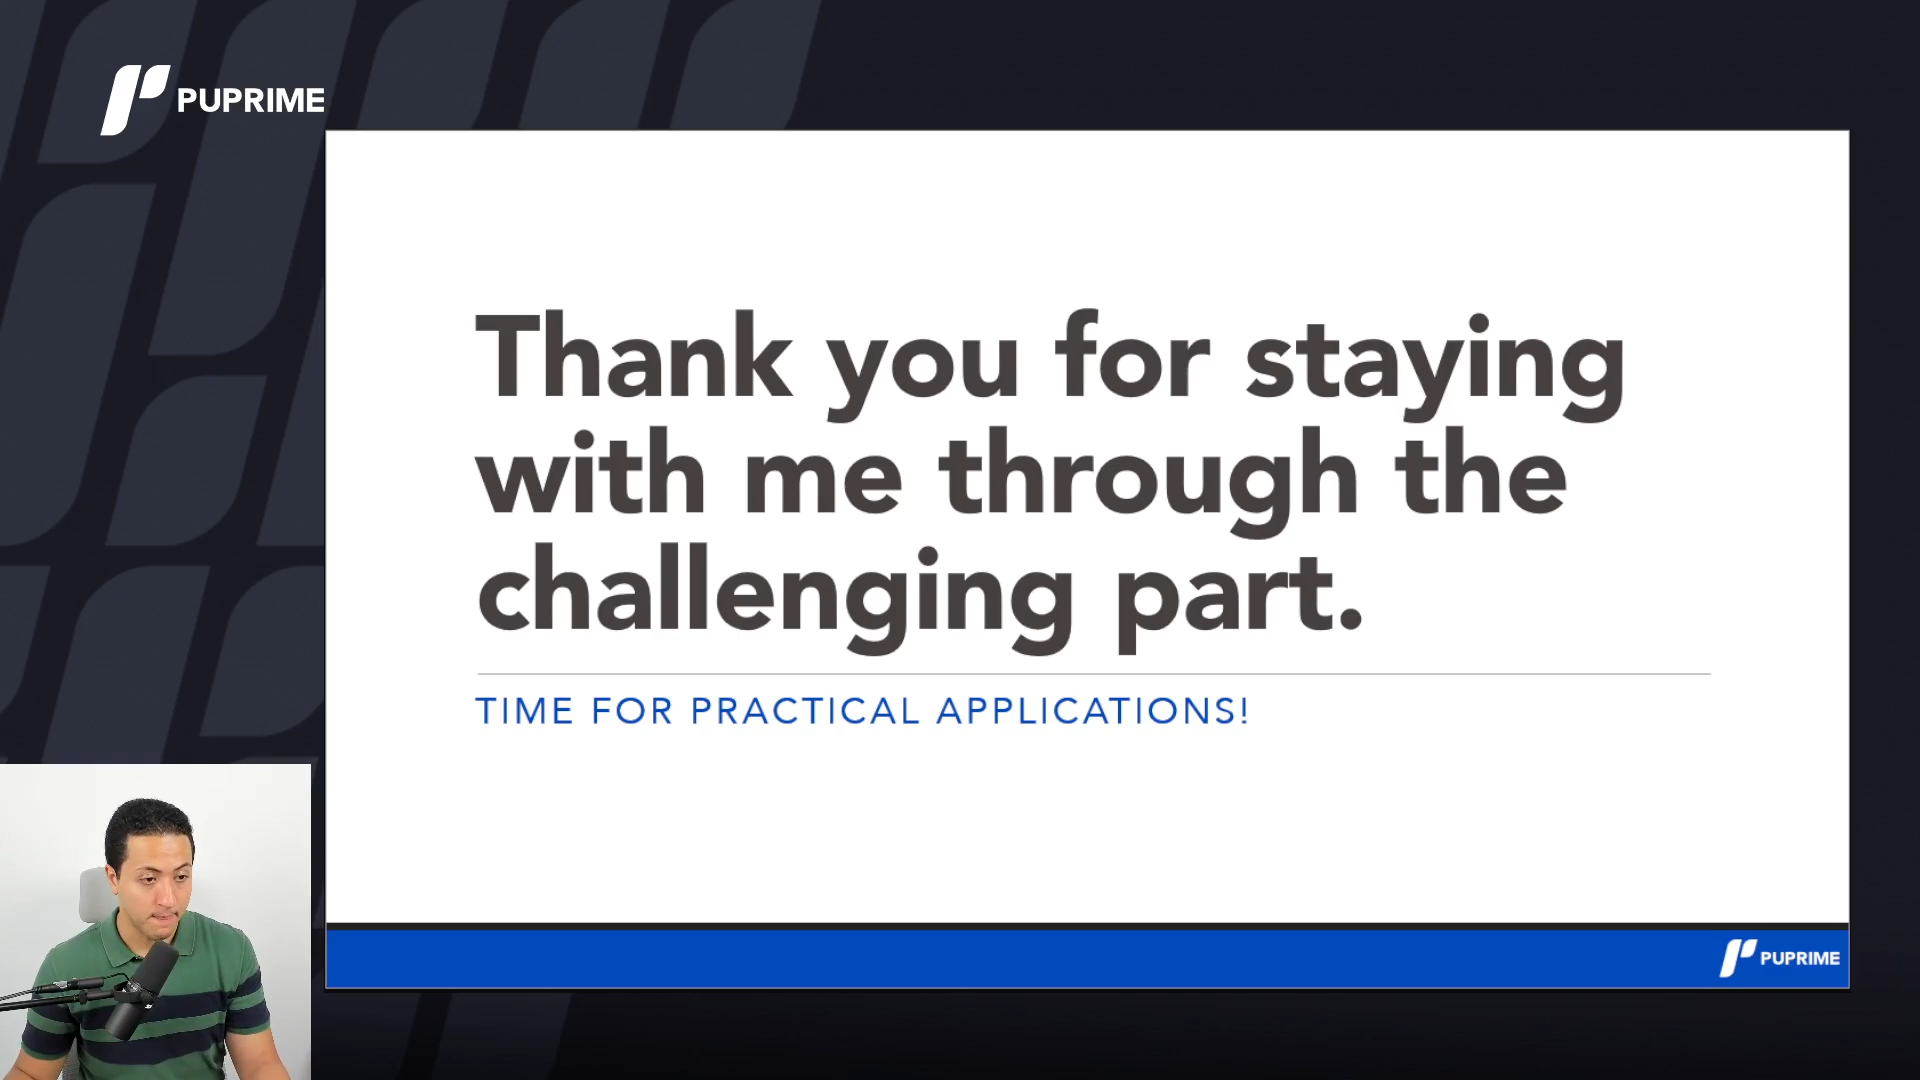 PUPRIME
Thank you for staying
with me through the
challenging part.
TIME FOR PRACTICAL APPLICATIONS!
PUPRIME